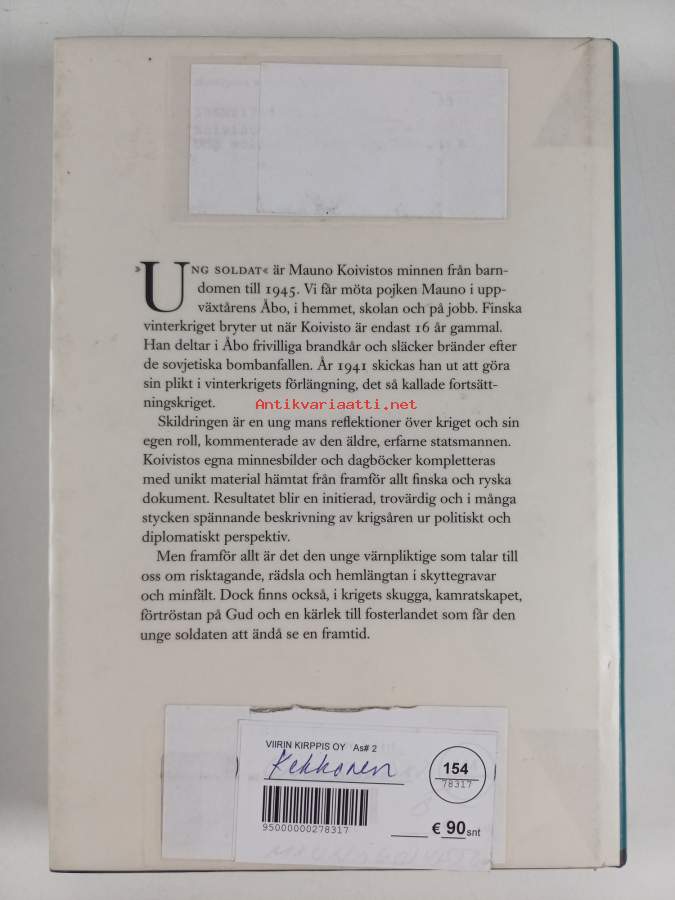 »UNG SOLDAT« är Mauno Koivistos minnen från barn-
domen till 1945. Vi får möta pojken Mauno i upp-
växtårens Åbo, i hemmet, skolan och på jobb. Finska
vinterkriget bryter ut när Koivisto är endast 16 år gammal.
Han deltar i Åbo frivilliga brandkår och släcker bränder efter
de sovjetiska bombanfallen. År 1941 skickas han ut att göra
sin plikt i vinterkrigets förlängning, det så kallade fortsätt-
ningskriget.
Antikvariaatti.net
Skildringen är en ung mans reflektioner över kriget och sin
egen roll, kommenterade av den äldre, erfarne statsmannen.
Koivistos egna minnesbilder och dagböcker kompletteras
med unikt material hämtat från framför allt finska och ryska
dokument. Resultatet blir en initierad, trovärdig och i många
stycken spännande beskrivning av krigsåren ur politiskt och
diplomatiskt perspektiv.
Men framför allt är det den unge värnpliktige som talar till
oss om risktagande, rädsla och hemlängtan i skyttegravar
och minfält. Dock finns också, i krigets skugga, kamratskapet,
förtröstan på Gud och en kärlek till fosterlandet som får den
unge soldaten att ändå se en framtid.
VIIRIN KIRPPIS OY As# 2
Kekkonen
154
78317
95000000278317
€ 90 snt